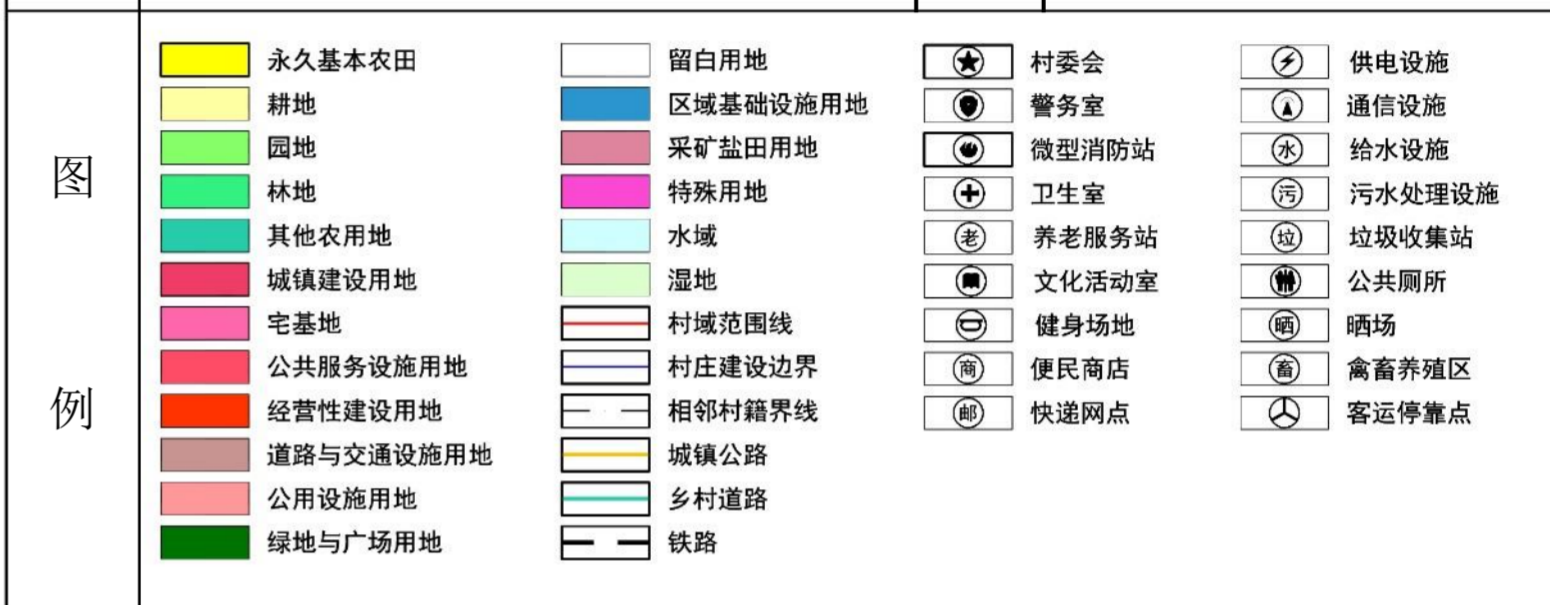 图
例
永久基本农田
耕地
园地
林地
其他农用地
城镇建设用地
宅基地
公共服务设施用地
经营性建设用地
道路与交通设施用地
公用设施用地
绿地与广场用地
留白用地
区域基础设施用地
采矿盐田用地
特殊用地
水域
湿地
村域范围线
村庄建设边界
相邻村籍界线
城镇公路
乡村道路
铁路
村委会
警务室
微型消防站
卫生室
老 养老服务站
文化活动室
健身场地
商 便民商店
邮 快递网点
供电设施
通信设施
水 给水设施
污 污水处理设施
垃 垃圾收集站
公共厕所
晒 晒场
畜 禽畜养殖区
客运停靠点